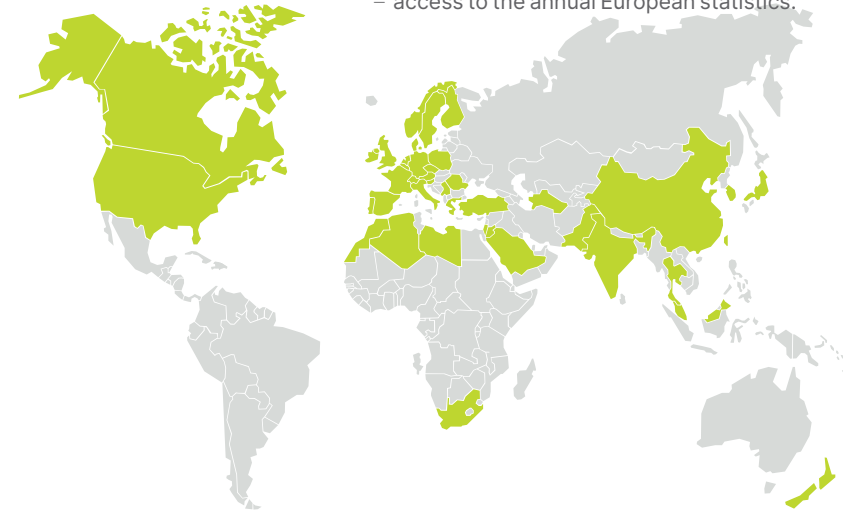 – access to the annual European statistics.